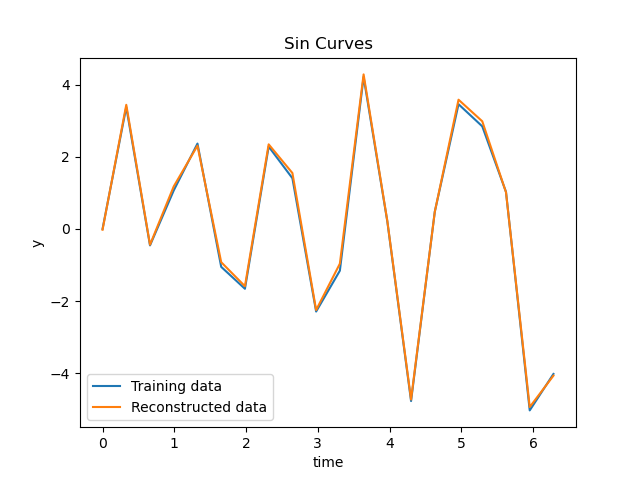 Sin Curves
4
2
0
−2
−4
y
Training data
Reconstructed data
0 1 2 3 4 5 6
time